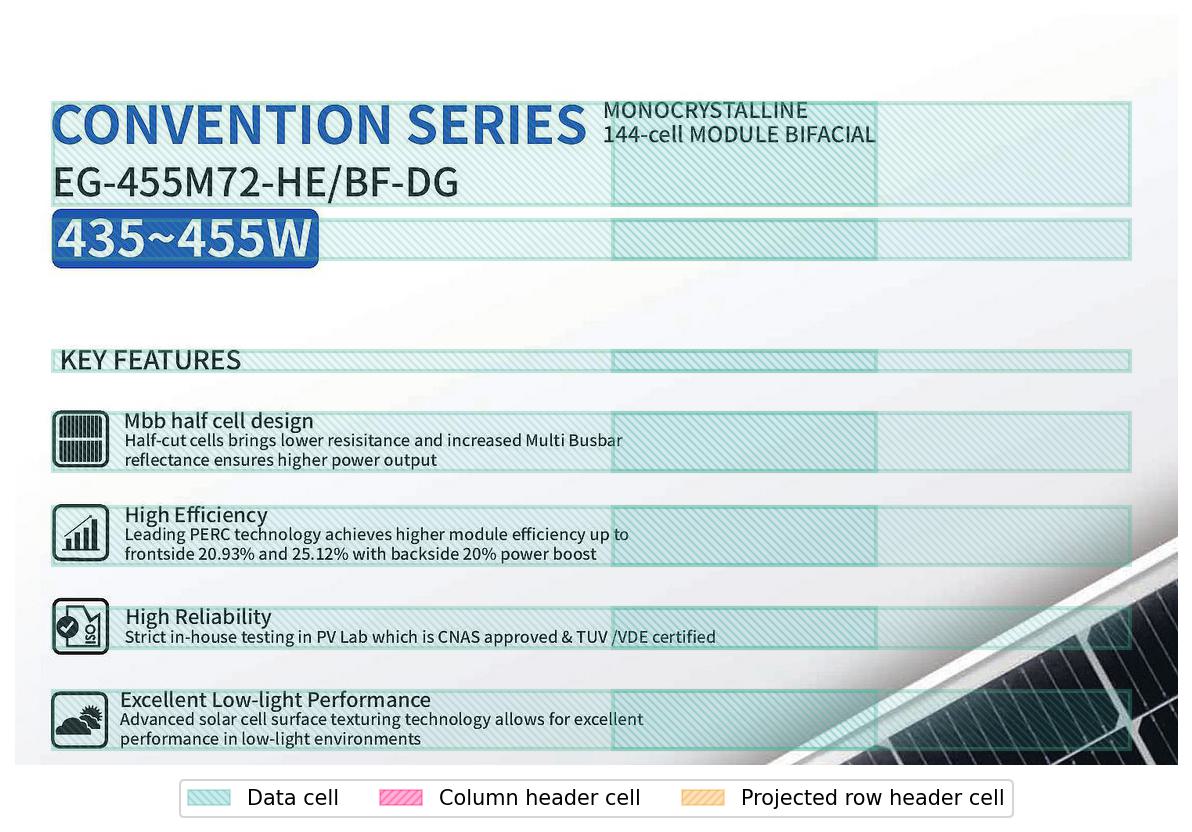 CONVENTION SERIES
MONOCRYSTALLINE
144-cell MODULE BIFACIAL
EG-455M72-HE/BF-DG
435~455W
KEY FEATURES
Mbb half cell design
Half-cut cells brings lower resisitance and increased Multi Busbar
reflectance ensures higher power output
High Efficiency
Leading PERC technology achieves higher module efficiency up to
frontside 20.93% and 25.12% with backside 20% power boost
ISO
High Reliability
Strict in-house testing in PV Lab which is CNAS approved & TUV /VDE certified
Excellent Low-light Performance
Advanced solar cell surface texturing technology allows for excellent
performance in low-light environments
Data cell
Column header cell
Projected row header cell